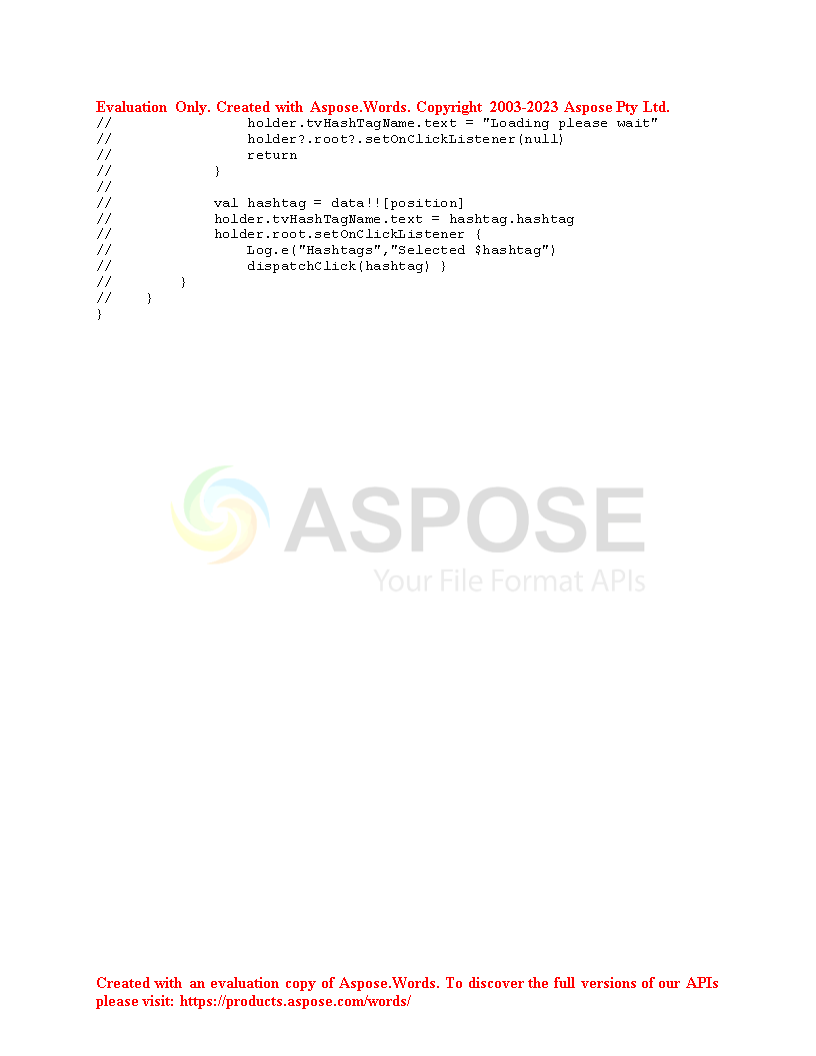 Evaluation Only. Created with Aspose.Words. Copyright 2003-2023 Aspose Pty Ltd.
//                holder.tvHashTagName.text = "Loading please wait"
//                holder?.root?.setOnClickListener(null)
//                return
//            }
//
//            val hashtag = data!![position]
//            holder.tvHashTagName.text = hashtag.hashtag
//            holder.root.setOnClickListener {
//                Log.e("Hashtags","Selected $hashtag")
//                dispatchClick(hashtag) }
//        }
//    }
}
ASPOSE
Your File Format APIs
Created with an evaluation copy of Aspose.Words. To discover the full versions of our APIs
please visit: https://products.aspose.com/words/